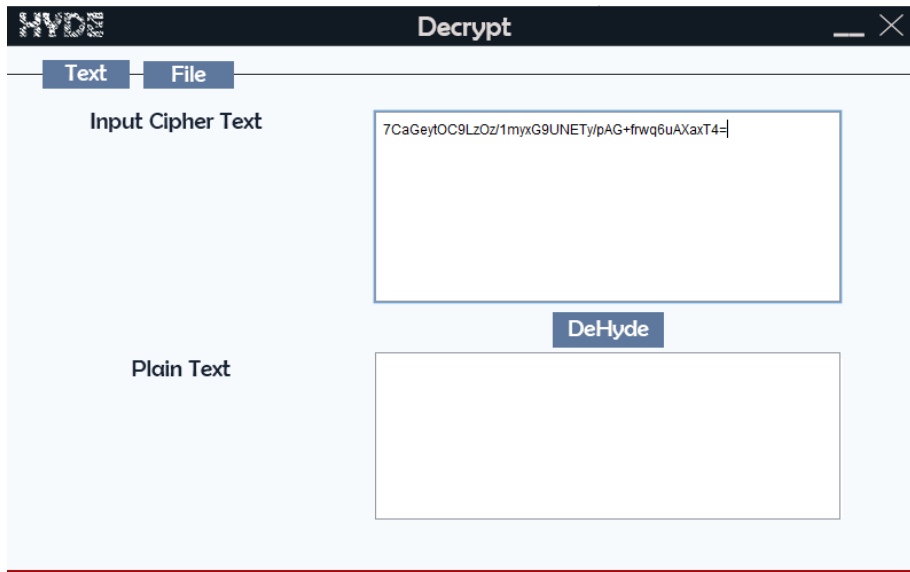 HYDE
Decrypt
Text
File
Input Cipher Text
7CaGeytOC9LzOz/1myxG9UNETy/pAG+frwq6uAXaxT4=
DeHyde
Plain Text